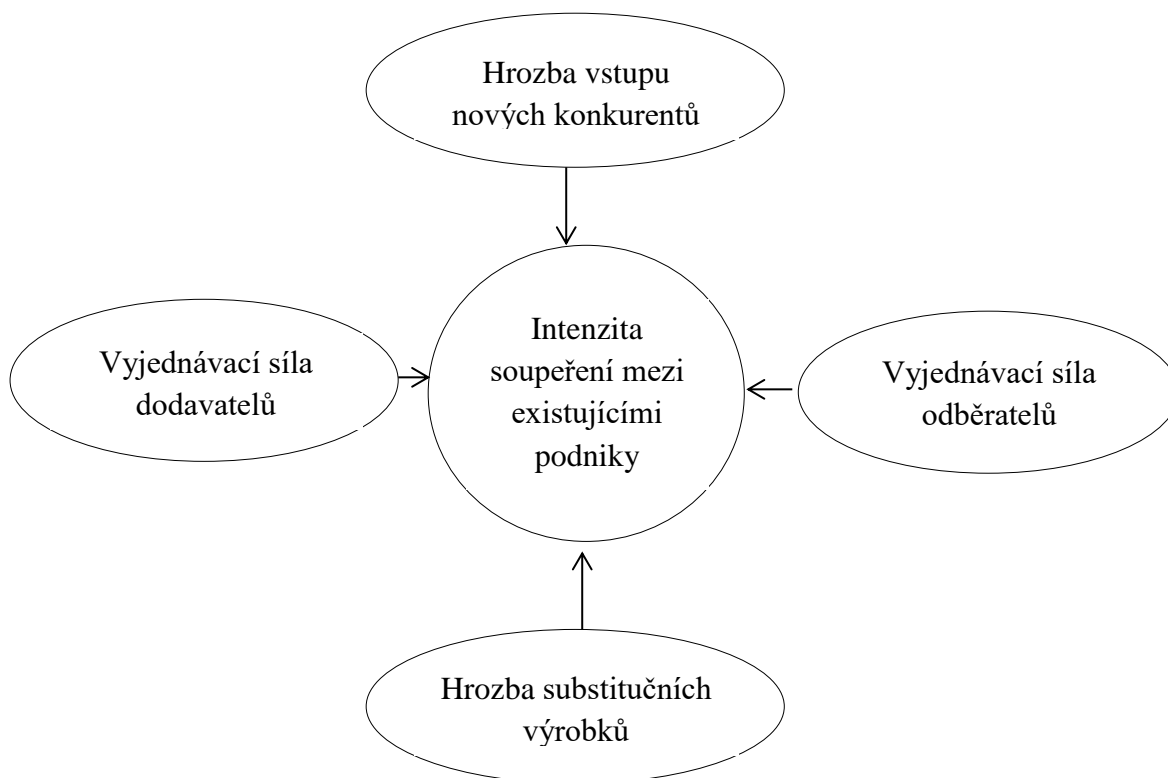 Hrozba vstupu
nových konkurentů
Vyjednávací síla
dodavatelů
Intenzita
soupeření mezi
existujícími
podniky
Vyjednávací síla
odběratelů
Hrozba substitučních
výrobků